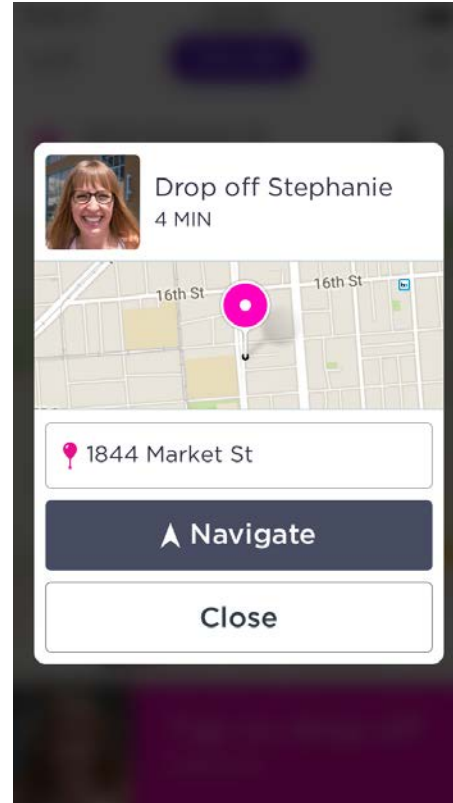 Drop off Stephanie
4 MIN
16th St
16th St
1844 Market St
Navigate
Close